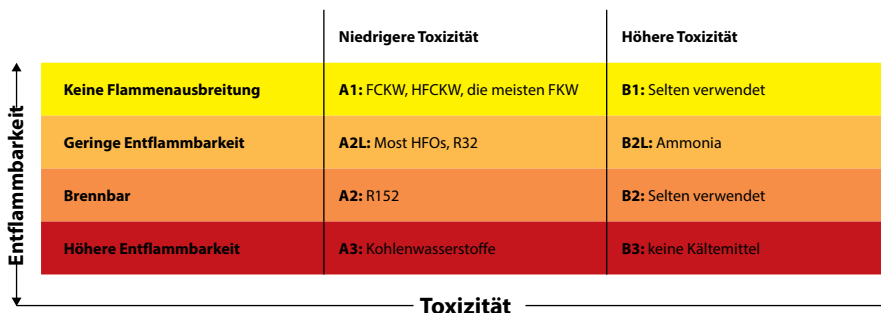 Niedrigere Toxizität Höhere Toxizität
Keine Flammenausbreitung A1: FCKW, HFCKW, die meisten FKW B1: Selten verwendet
Geringe Entflammbarkeit A2L: Most HFOs, R32 B2L: Ammonia
Brennbar A2: R152 B2: Selten verwendet
Höhere Entflammbarkeit A3: Kohlenwasserstoffe B3: keine Kältemittel
Entflammbarkeit
Toxizität